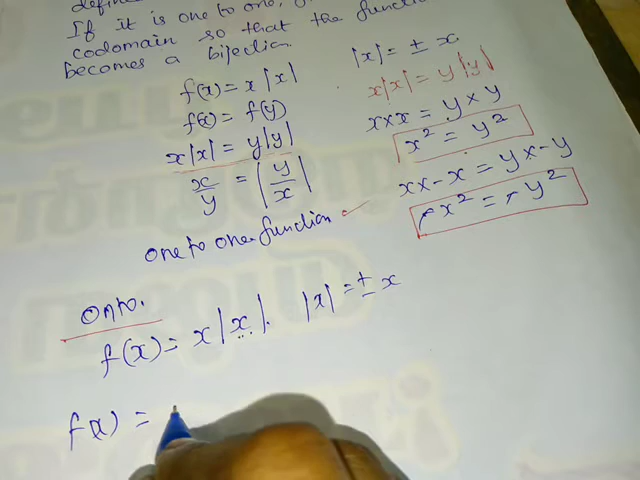 If it is one to one,
codomain so that the function
becomes a bijection.
f(x) = x |x|
f(x) = f(y)
x|x| = y|y|
x/y = |y/x|
one to one function ✓
|x| = ± x
x|x| = y|y|
x×x = y×y
x² = y²
x×-x = y×-y
-x² = -y²
Onto.
f(x) = x|x|. |x| = ± x
f(x) =